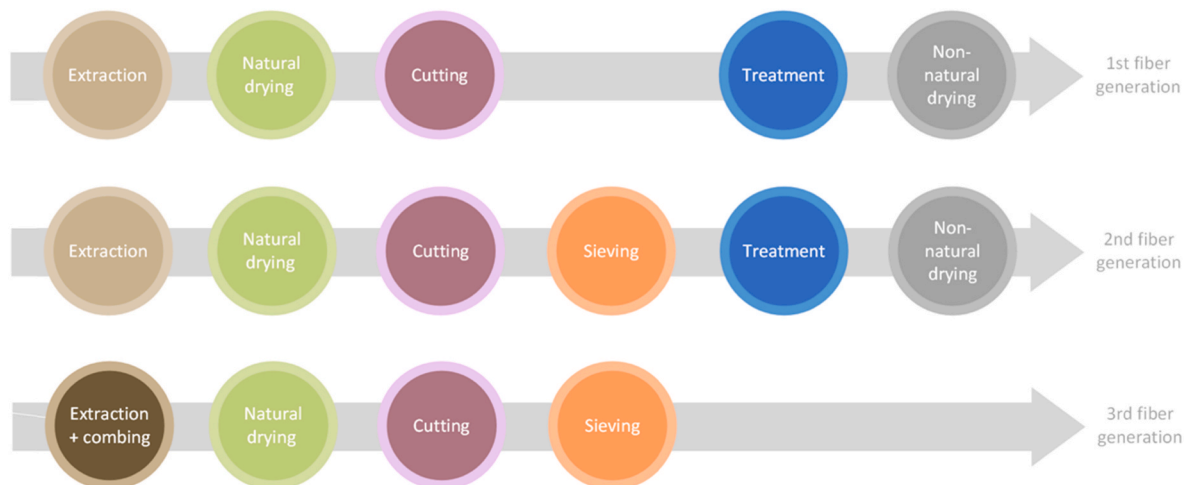 Extraction
Natural
drying
Cutting
Treatment
Non-
natural
drying
1st fiber
generation
Extraction
Natural
drying
Cutting
Sieving
Treatment
Non-
natural
drying
2nd fiber
generation
Extraction
+ combing
Natural
drying
Cutting
Sieving
3rd fiber
generation